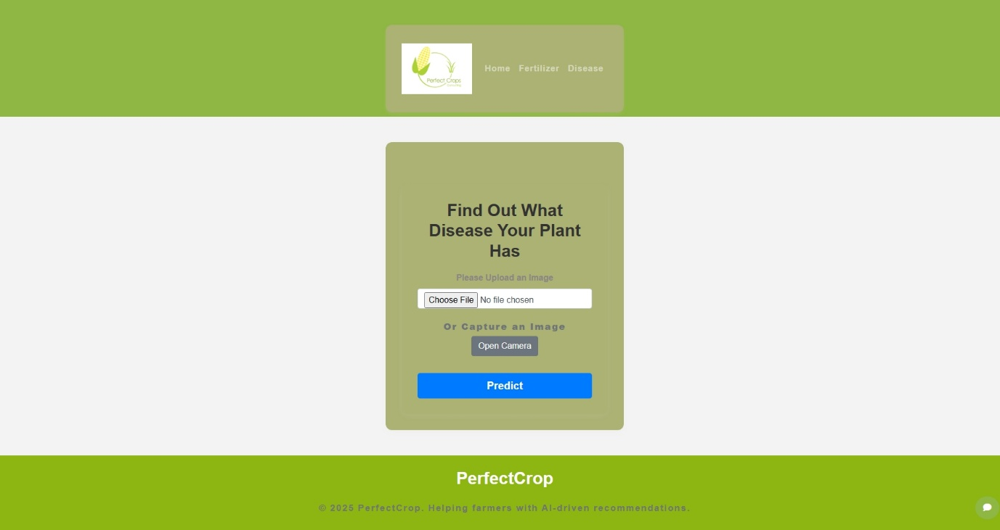 Perfect Crops
Home Fertilizer Disease
Find Out What
Disease Your Plant
Has
Please Upload an Image
Choose File No file chosen
Or Capture an Image
Open Camera
Predict
PerfectCrop
© 2025 PerfectCrop. Helping farmers with AI-driven recommendations.